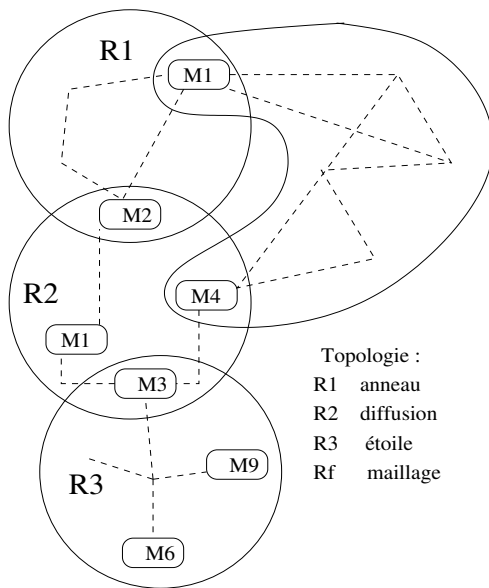 R1
M1
M2
R2
M4
M1
M3
Topologie :
R1 anneau
R2 diffusion
R3 étoile
Rf maillage
M9
R3
M6